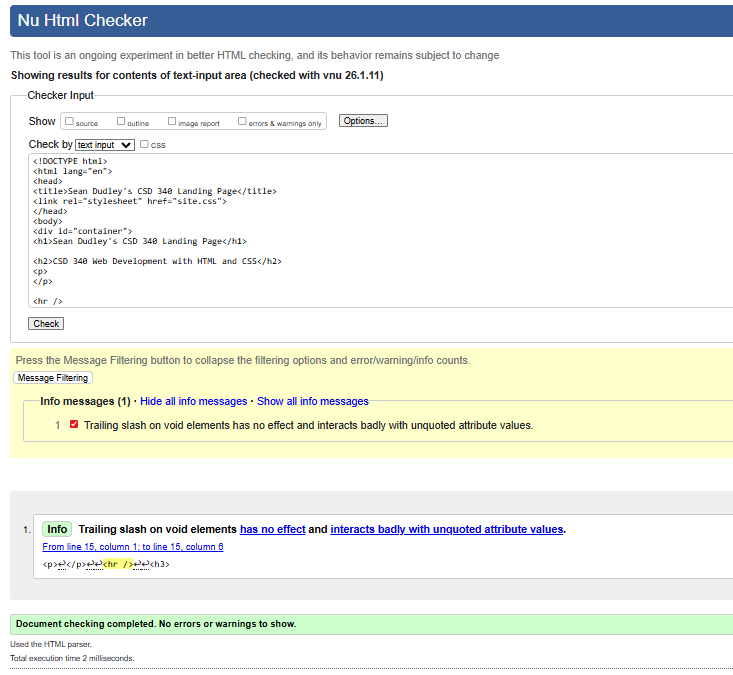 Nu Html Checker
This tool is an ongoing experiment in better HTML checking, and its behavior remains subject to change
Showing results for contents of text-input area (checked with vnu 26.1.11)
Checker Input
Show source outline image report errors & warnings only Options...
Check by text input css
<!DOCTYPE html>
<html lang="en">
<head>
<title>Sean Dudley's CSD 340 Landing Page</title>
<link rel="stylesheet" href="site.css">
</head>
<body>
<div id="container">
<h1>Sean Dudley's CSD 340 Landing Page</h1>
<h2>CSD 340 Web Development with HTML and CSS</h2>
<p>
</p>
<hr />
Check
Press the Message Filtering button to collapse the filtering options and error/warning/info counts.
Message Filtering
Info messages (1) · Hide all info messages · Show all info messages
1 Trailing slash on void elements has no effect and interacts badly with unquoted attribute values.
1. Info Trailing slash on void elements has no effect and interacts badly with unquoted attribute values.
From line 15, column 1; to line 15, column 6
<p>↩</p>↩↩<hr />↩↩<h3>
Document checking completed. No errors or warnings to show.
Used the HTML parser.
Total execution time 2 milliseconds.